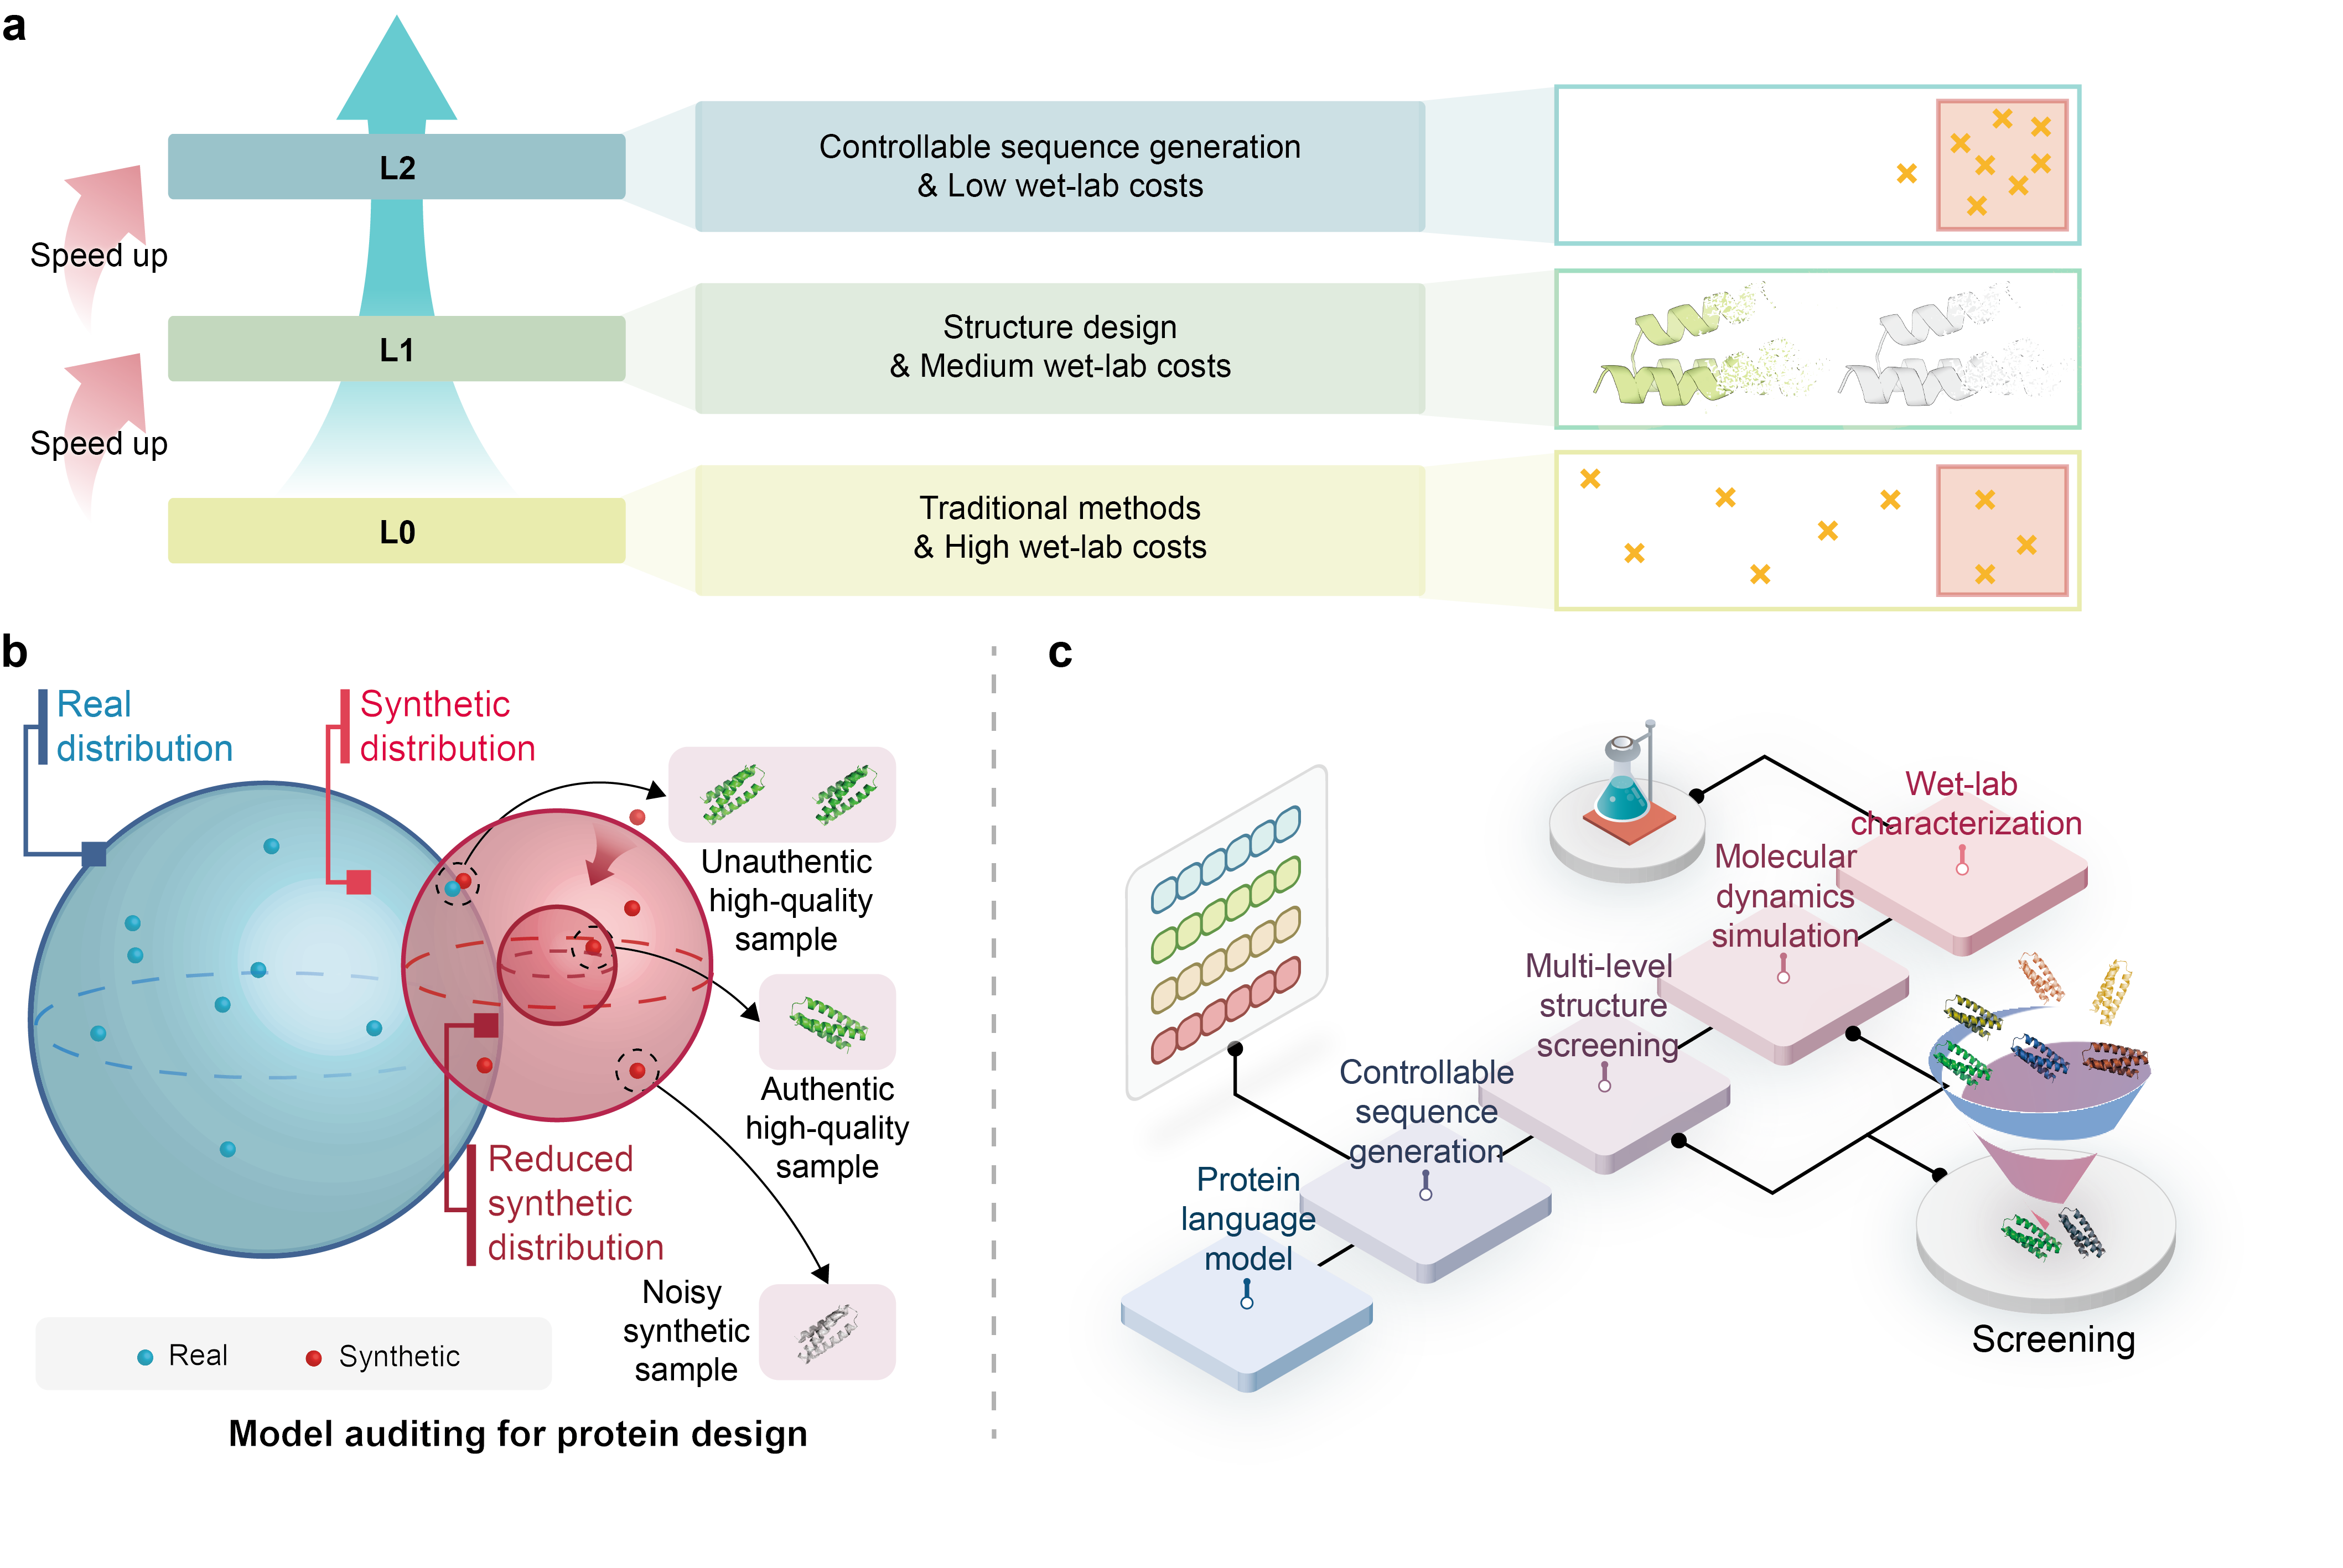 a
L2
Controllable sequence generation
& Low wet-lab costs
Speed up
L1
Structure design
& Medium wet-lab costs
Speed up
L0
Traditional methods
& High wet-lab costs
b
Real
distribution
Synthetic
distribution
Unauthentic
high-quality
sample
Authentic
high-quality
sample
Reduced
synthetic
distribution
Noisy
synthetic
sample
Real
Synthetic
Model auditing for protein design
c
Wet-lab
characterization
Molecular
dynamics
simulation
Multi-level
structure
screening
Controllable
sequence
generation
Protein
language
model
Screening